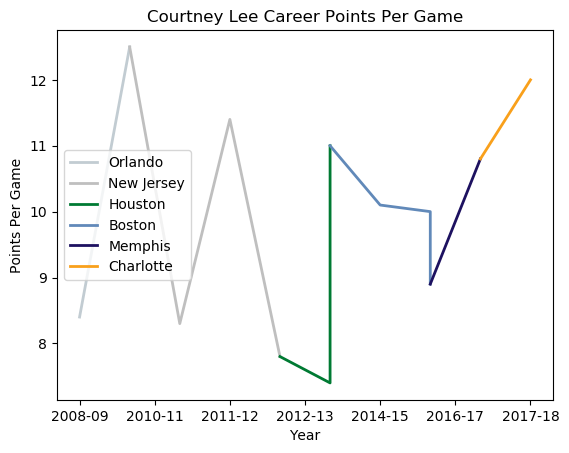 Courtney Lee Career Points Per Game
Points Per Game
12
11
10
9
8
Orlando
New Jersey
Houston
Boston
Memphis
Charlotte
2008-09 2010-11 2011-12 2012-13 2014-15 2016-17 2017-18
Year